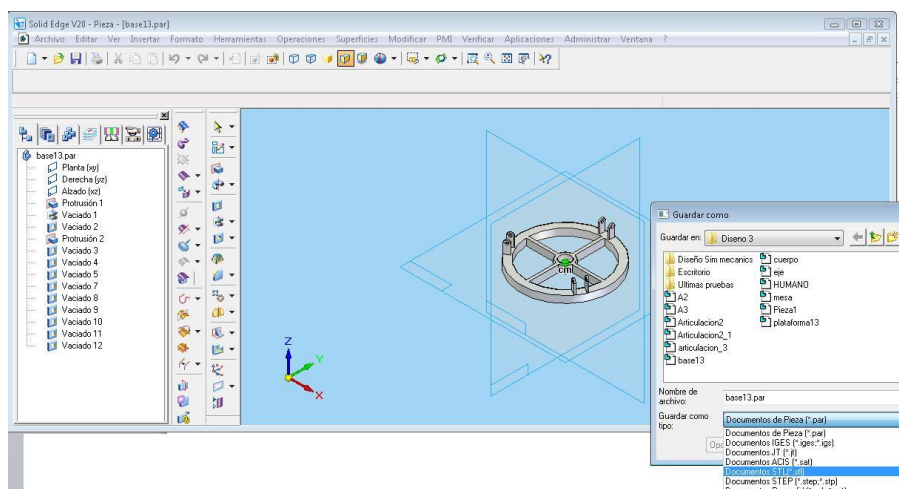 Solid Edge V20 - Pieza - [base13.par]
Archivo Editar Ver Insertar Formato Herramientas Operaciones Superficies Modificar PMI Verificar Aplicaciones Administrar Ventana ?
base13.par
Planta (xy)
Derecha (yz)
Alzado (xz)
Protrusión 1
Vaciado 1
Vaciado 2
Protrusión 2
Vaciado 3
Vaciado 4
Vaciado 5
Vaciado 7
Vaciado 8
Vaciado 9
Vaciado 10
Vaciado 11
Vaciado 12
Z
Y
X
cm
Guardar como
Guardar en: Diseno 3
Diseño Sim mecanics
Escritorio
Ultimas pruebas
A2
A3
Articulacion2
Articulacion2_1
articulacion_3
base13
cuerpo
eje
HUMANO
mesa
Pieza1
plataforma13
Nombre de archivo: base13.par
Guardar como tipo: Documentos de Pieza (*.par)
Documentos de Pieza (*.par)
Documentos IGES (*.iges;*.igs)
Documentos JT (*.jt)
Documentos ACIS (*.sat)
Documentos STL(*.stl)
Documentos STEP (*.step;*.stp)